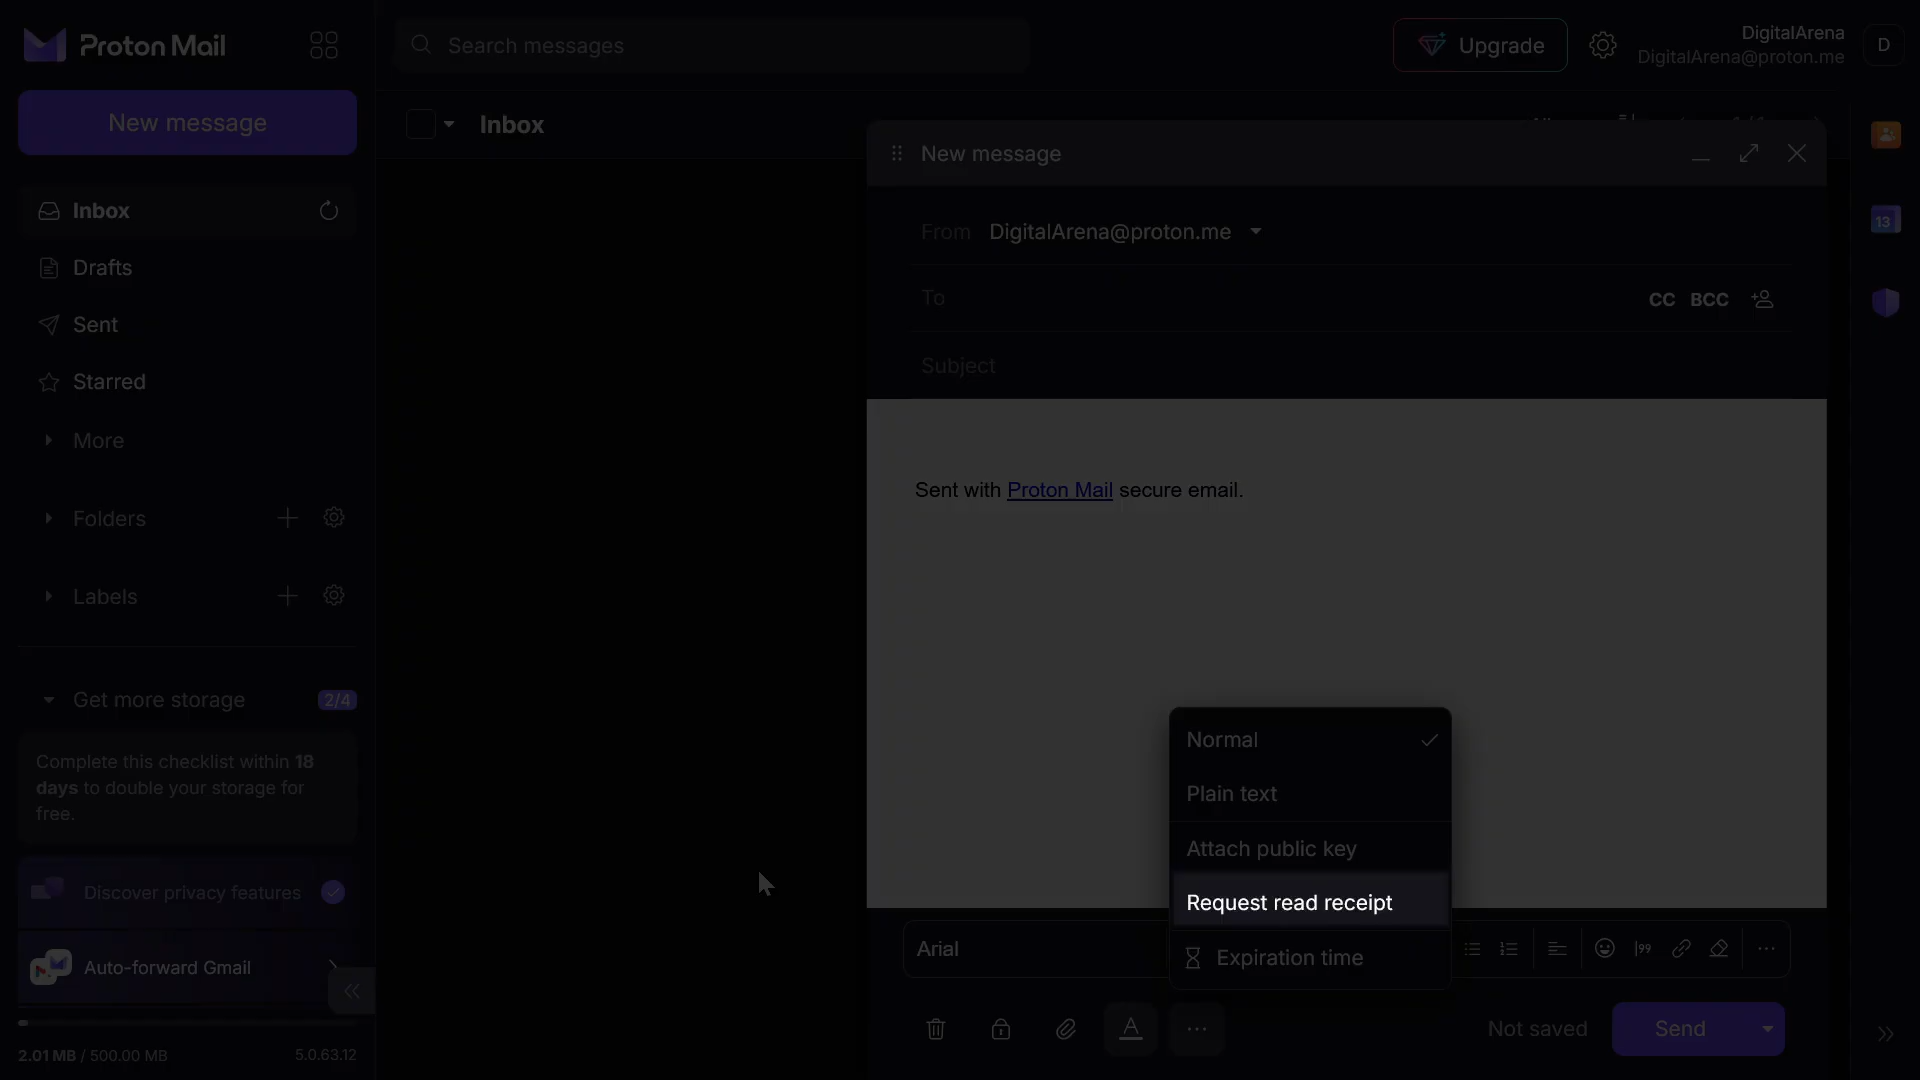 Proton Mail
Search messages
Upgrade
DigitalArena
DigitalArena@proton.me
D
New message
Inbox
Inbox
Drafts
Sent
Starred
More
Folders
Labels
Get more storage 2/4
Complete this checklist within 18
days to double your storage for
free.
Discover privacy features
Auto-forward Gmail
2.01 MB / 500.00 MB
5.0.63.12
New message
From DigitalArena@proton.me
To
CC BCC
Subject
Sent with Proton Mail secure email.
Normal
Plain text
Attach public key
Request read receipt
Expiration time
Arial
Not saved
Send
13